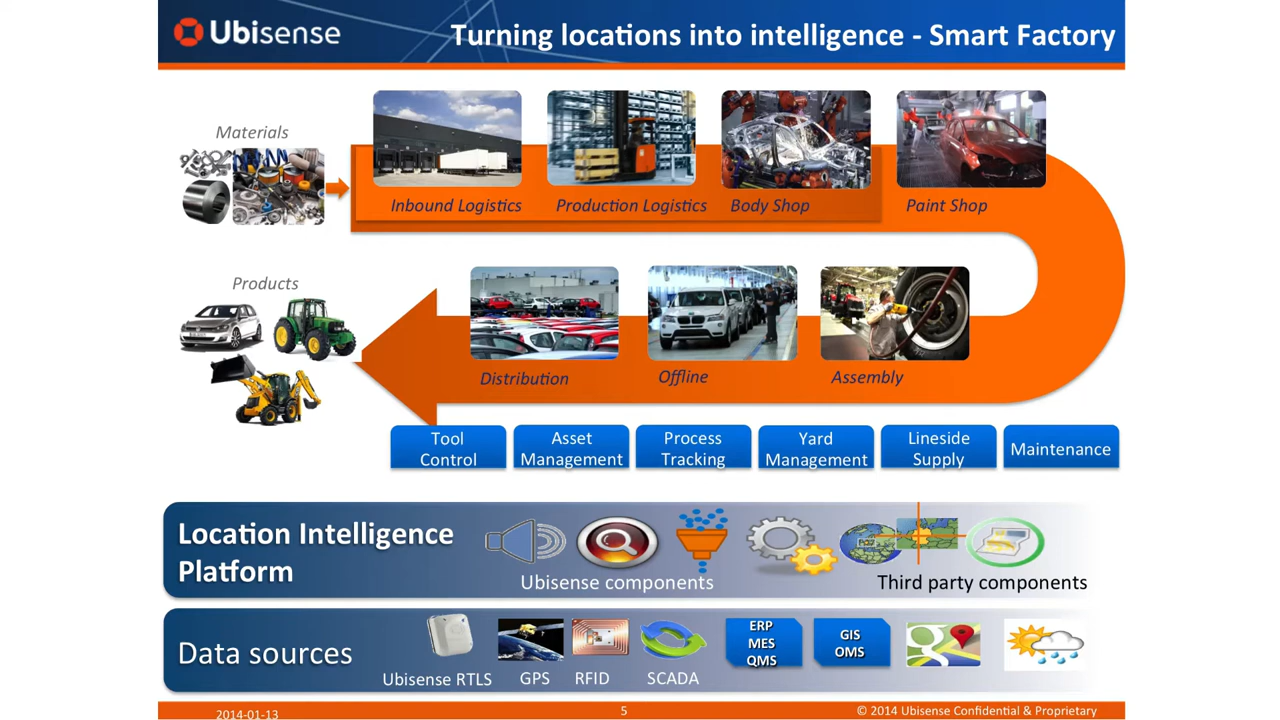 Ubisense
Turning locations into intelligence - Smart Factory
Materials
Inbound Logistics
Production Logistics
Body Shop
Paint Shop
Products
Distribution
Offline
Assembly
Tool
Control
Asset
Management
Process
Tracking
Yard
Management
Lineside
Supply
Maintenance
Location Intelligence
Platform
Ubisense components
Third party components
Data sources
Ubisense RTLS
GPS
RFID
SCADA
ERP
MES
QMS
GIS
OMS
2014-01-13
5
© 2014 Ubisense Confidential & Proprietary